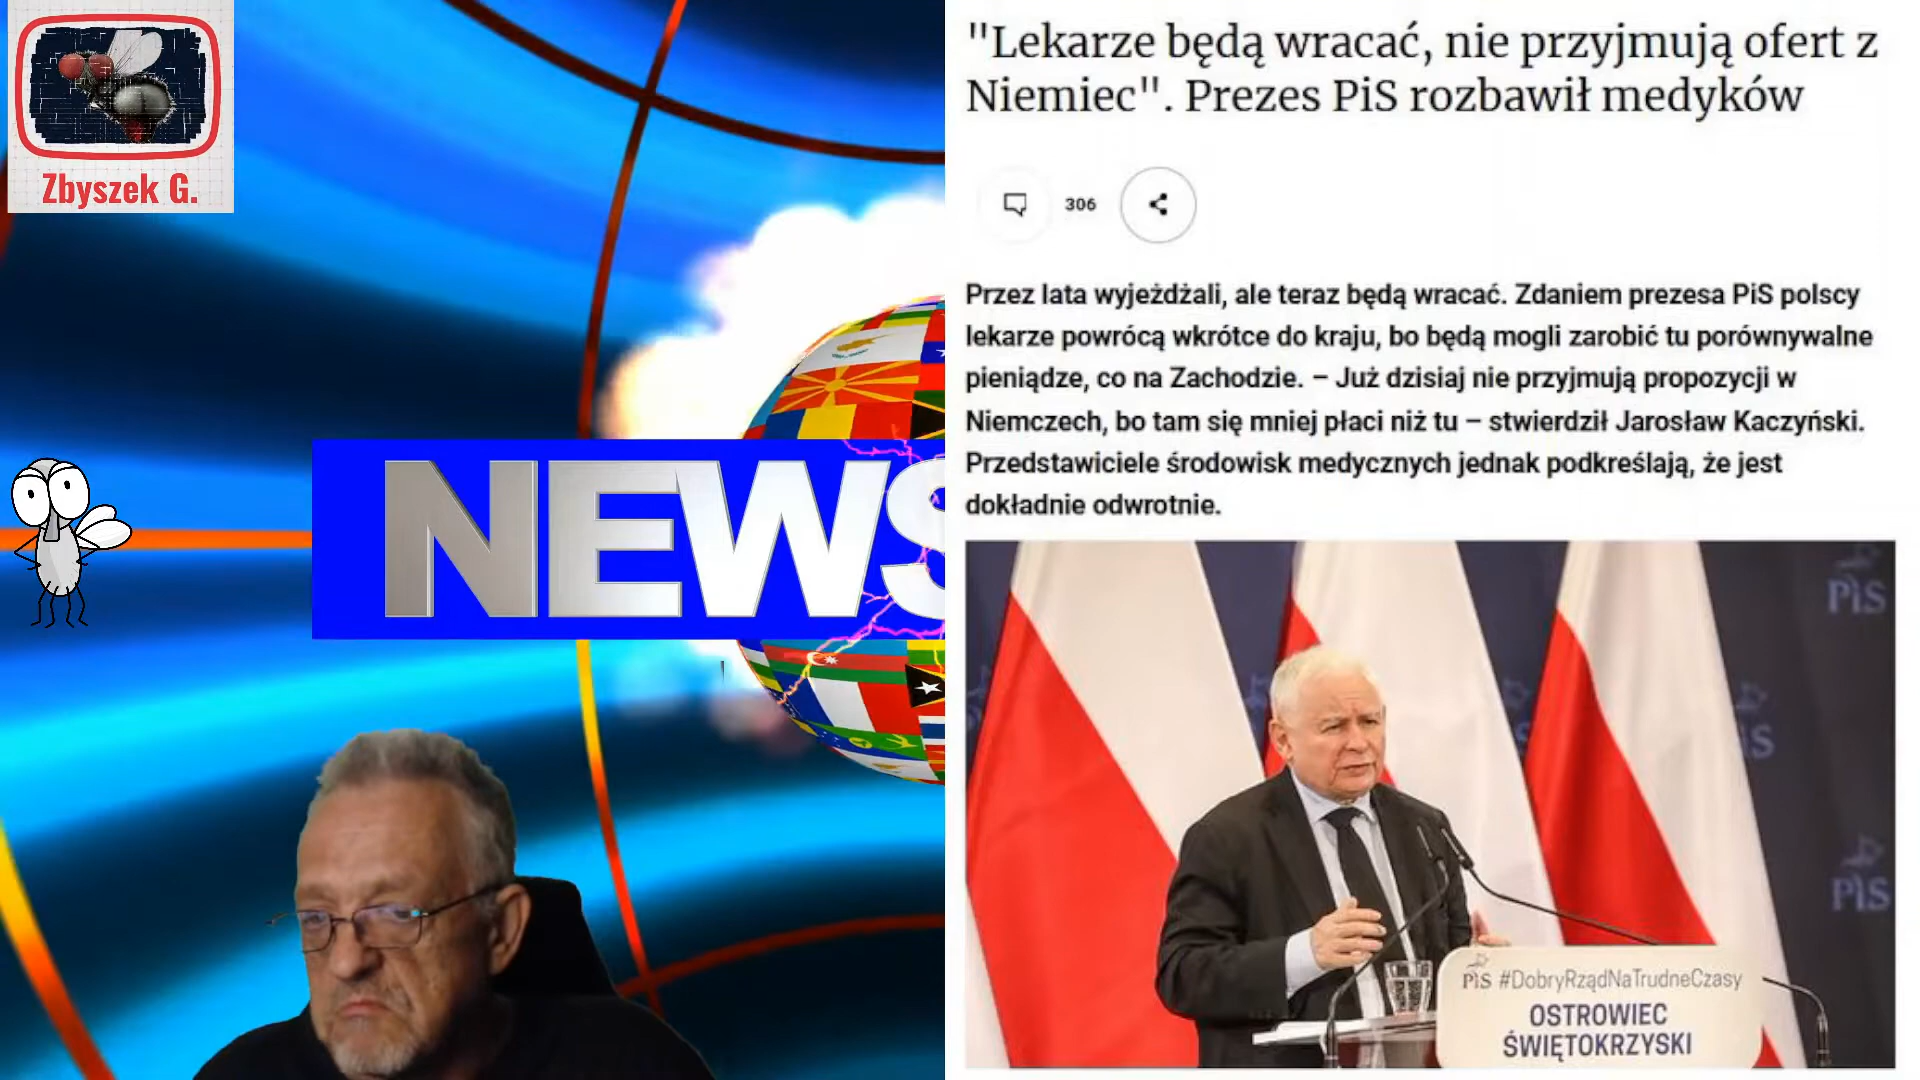 Zbyszek G.
NEWS
"Lekarze będą wracać, nie przyjmują ofert z
Niemiec". Prezes PiS rozbawił medyków
306
Przez lata wyjeżdżali, ale teraz będą wracać. Zdaniem prezesa PiS polscy
lekarze powrócą wkrótce do kraju, bo będą mogli zarobić tu porównywalne
pieniądze, co na Zachodzie. – Już dzisiaj nie przyjmują propozycji w
Niemczech, bo tam się mniej płaci niż tu – stwierdził Jarosław Kaczyński.
Przedstawiciele środowisk medycznych jednak podkreślają, że jest
dokładnie odwrotnie.
PiS
iS
PiS
PiS #DobryRządNaTrudneCzasy
OSTROWIEC
ŚWIĘTOKRZYSKI